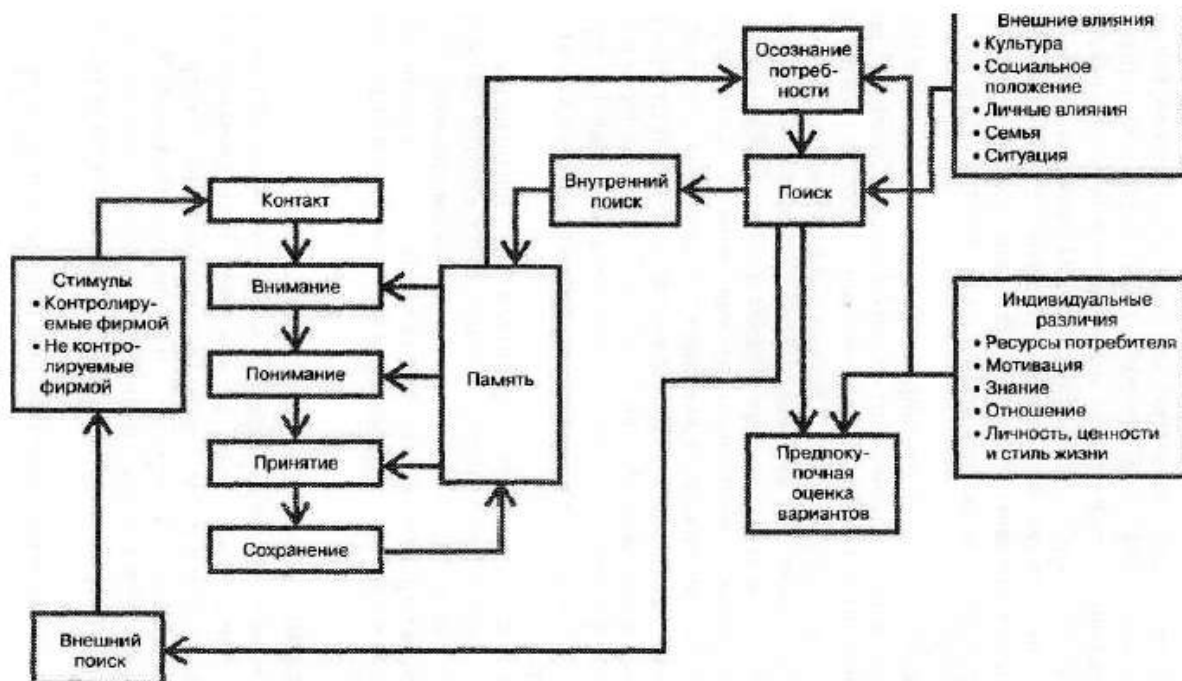 Осознание
потреб-
ности
Внешние влияния
• Культура
• Социальное
положение
• Личные влияния
• Семья
• Ситуация
Внутренний
поиск
Поиск
Контакт
Стимулы
• Контролиру-
емые фирмой
• Не контро-
лируемые
фирмой
Внимание
Понимание
Принятие
Сохранение
Память
Индивидуальные
различия
• Ресурсы потребителя
• Мотивация
• Знание
• Отношение
• Личность, ценности
и стиль жизни
Предпоку-
почная
оценка
вариантов
Внешний
поиск